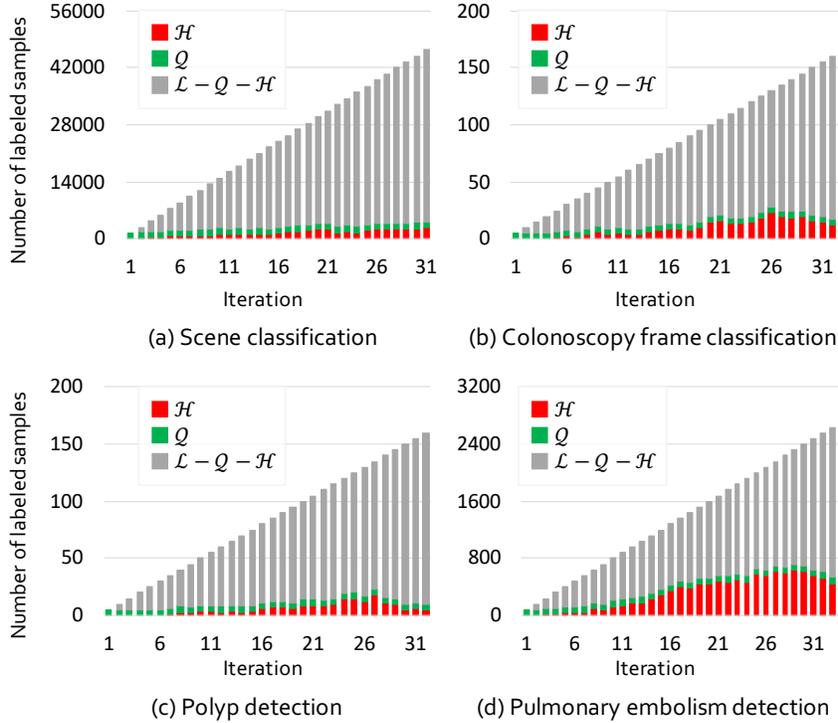 Number of labeled samples
56000
42000
28000
14000
0
ℋ
𝒬
ℒ − 𝒬 − ℋ
1 6 11 16 21 26 31
Iteration
(a) Scene classification
200
150
100
50
0
ℋ
𝒬
ℒ − 𝒬 − ℋ
1 6 11 16 21 26 31
Iteration
(b) Colonoscopy frame classification
Number of labeled samples
200
150
100
50
0
ℋ
𝒬
ℒ − 𝒬 − ℋ
1 6 11 16 21 26 31
Iteration
(c) Polyp detection
3200
2400
1600
800
0
ℋ
𝒬
ℒ − 𝒬 − ℋ
1 6 11 16 21 26 31
Iteration
(d) Pulmonary embolism detection